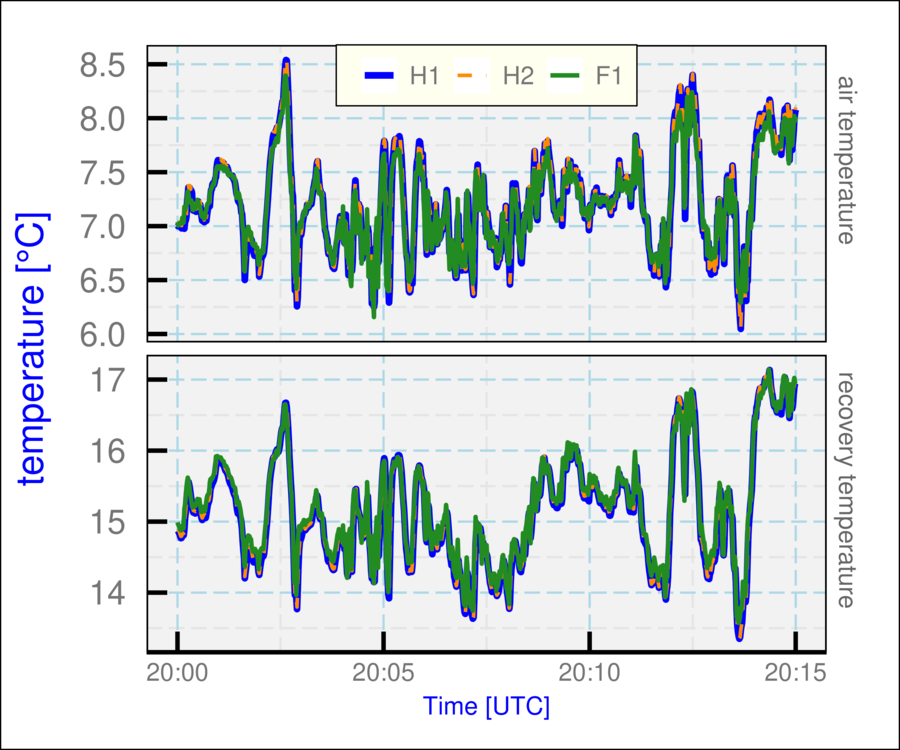 H1 H2 F1
8.5
8.0
7.5
7.0
6.5
6.0
air temperature
temperature [°C]
17
16
15
14
recovery temperature
20:00 20:05 20:10 20:15
Time [UTC]